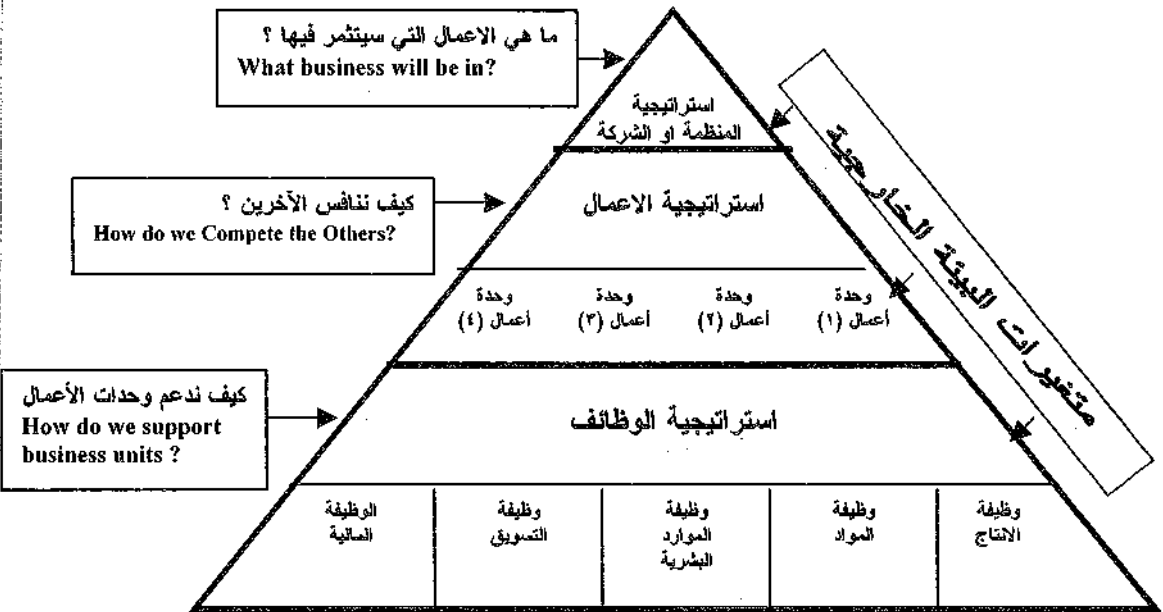 ما هي الاعمال التي سيتثمر فيها ؟
What business will be in?
استراتيجية
المنظمة او الشركة
متغيرات البيئة الخارجية
كيف ننافس الآخرين ؟
How do we Compete the Others?
استراتيجية الاعمال
وحدة
أعمال (١)
وحدة
أعمال (٢)
وحدة
أعمال (٣)
وحدة
أعمال (٤)
كيف ندعم وحدات الأعمال
How do we support
business units ?
استراتيجية الوظائف
وظيفة
الانتاج
وظيفة
المواد
وظيفة
الموارد
البشرية
وظيفة
التسويق
الوظيفة
المالية